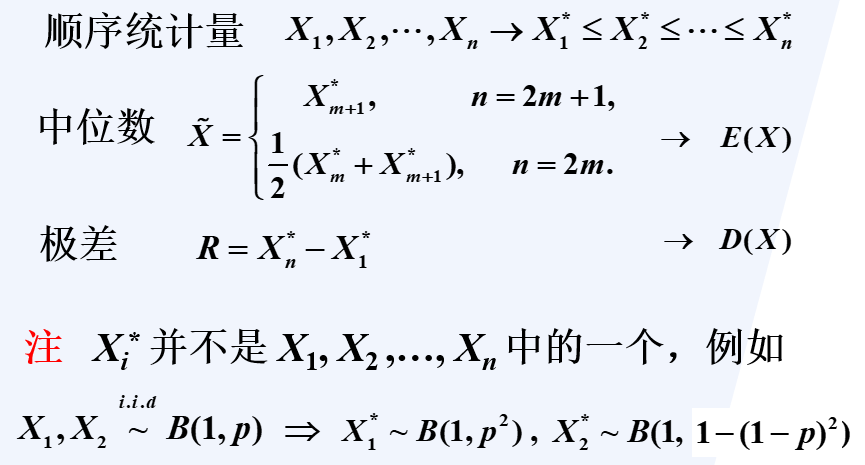 顺序统计量 X₁, X₂, ⋯, Xₙ → X₁* ≤ X₂* ≤ ⋯ ≤ Xₙ*
中位数 X̃ = { X*ₘ₊₁, n = 2m + 1,
1/2 (X*ₘ + X*ₘ₊₁), n = 2m. → E(X)
极差 R = Xₙ* − X₁* → D(X)
注 Xᵢ* 并不是 X₁, X₂,…, Xₙ 中的一个，例如
X₁, X₂ i.i.d ~ B(1, p) ⇒ X₁* ~ B(1, p²) , X₂* ~ B(1, 1−(1−p)²)